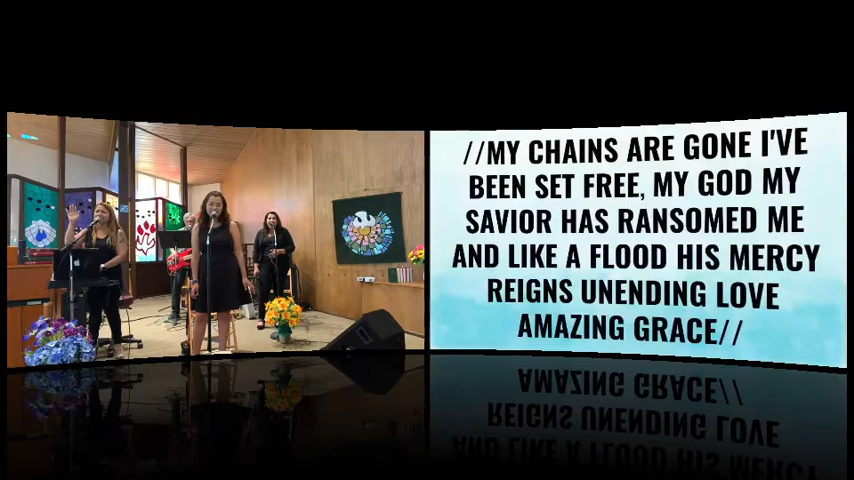 //MY CHAINS ARE GONE I'VE
BEEN SET FREE, MY GOD MY
SAVIOR HAS RANSOMED ME
AND LIKE A FLOOD HIS MERCY
REIGNS UNENDING LOVE
AMAZING GRACE//